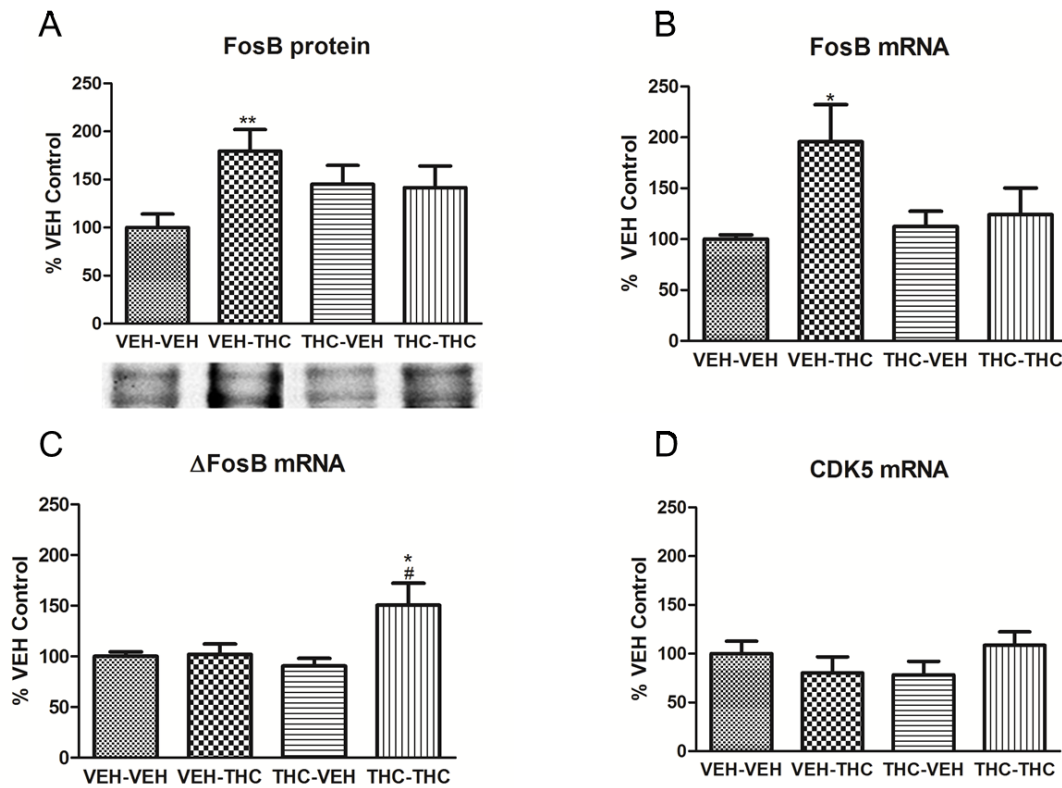 A
FosB protein
% VEH Control
250
200
150
100
50
0
**
VEH-VEH VEH-THC THC-VEH THC-THC
B
FosB mRNA
% VEH Control
250
200
150
100
50
0
*
VEH-VEH VEH-THC THC-VEH THC-THC
C
ΔFosB mRNA
% VEH Control
250
200
150
100
50
0
*
#
VEH-VEH VEH-THC THC-VEH THC-THC
D
CDK5 mRNA
% VEH Control
250
200
150
100
50
0
VEH-VEH VEH-THC THC-VEH THC-THC